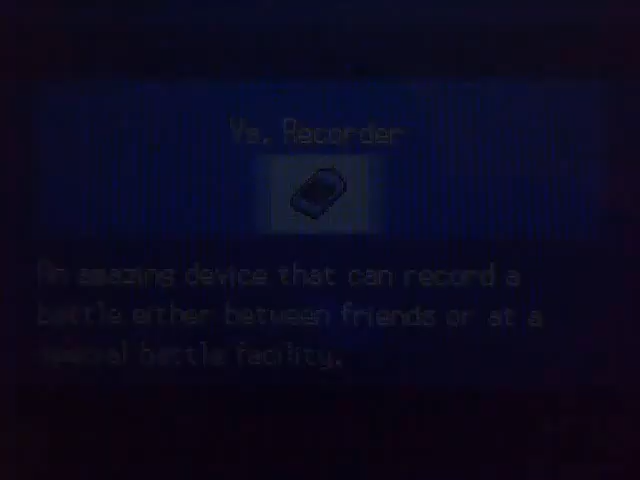 Vs. Recorder
An amazing device that can record a
battle either between friends or at a
special battle facility.